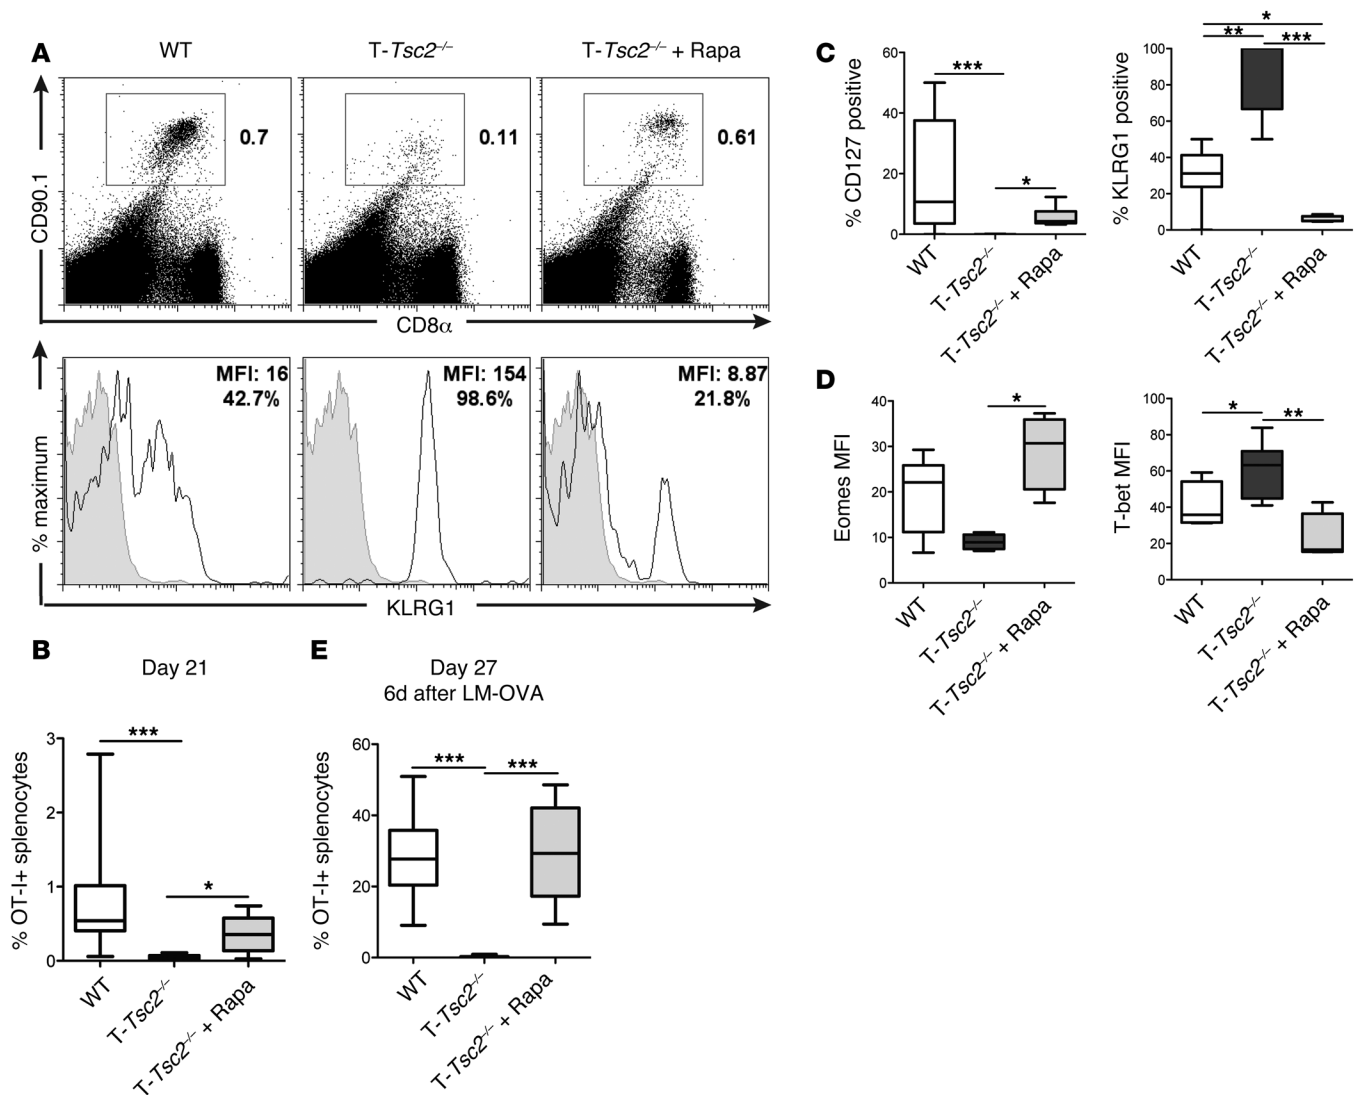 A
WT
T-Tsc2–/–
T-Tsc2–/– + Rapa
CD90.1
0.7
0.11
0.61
CD8α
% maximum
MFI: 16
42.7%
MFI: 154
98.6%
MFI: 8.87
21.8%
KLRG1
B
Day 21
% OT-I+ splenocytes
3
2
1
0
***
*
WT
T-Tsc2–/–
T-Tsc2–/– + Rapa
E
Day 27
6d after LM-OVA
% OT-I+ splenocytes
60
40
20
0
***
***
WT
T-Tsc2–/–
T-Tsc2–/– + Rapa
C
% CD127 positive
60
40
20
0
***
*
WT
T-Tsc2–/–
T-Tsc2–/– + Rapa
% KLRG1 positive
100
80
60
40
20
0
*
**
***
WT
T-Tsc2–/–
T-Tsc2–/– + Rapa
D
Eomes MFI
40
30
20
10
0
*
WT
T-Tsc2–/–
T-Tsc2–/– + Rapa
T-bet MFI
100
80
60
40
20
0
*
**
WT
T-Tsc2–/–
T-Tsc2–/– + Rapa